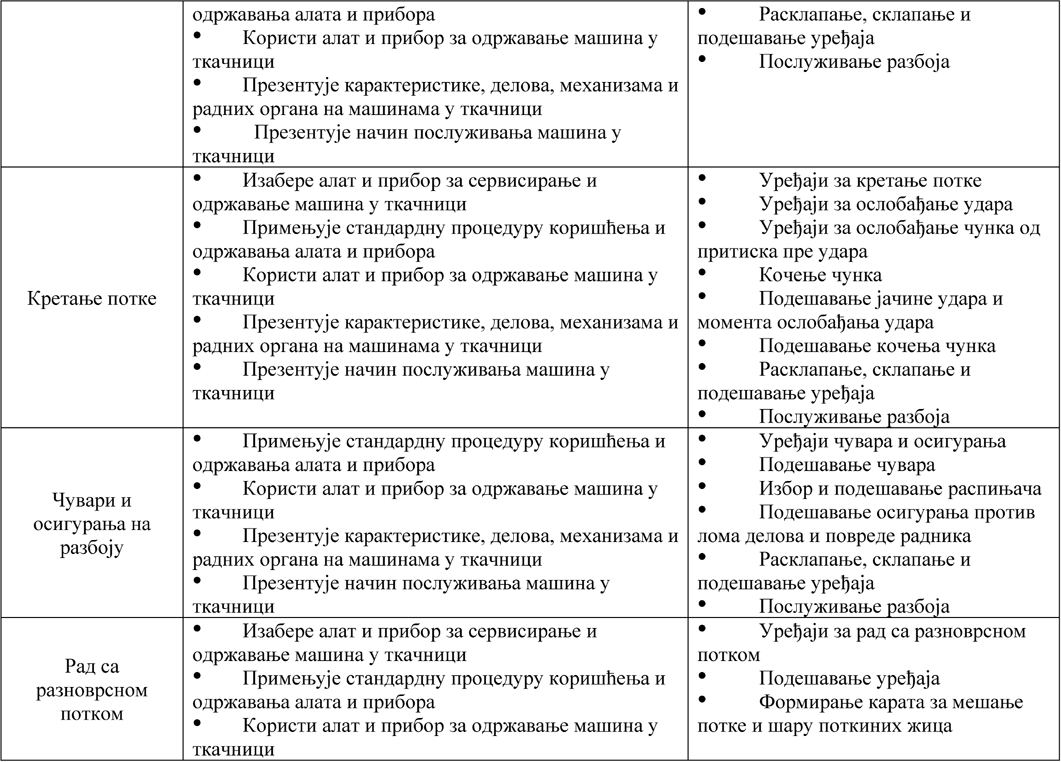 одржавања алата и прибора
• Користи алат и прибор за одржавање машина у
ткачници
• Презентује карактеристике, делова, механизама и
радних органа на машинама у ткачници
• Презентује начин послуживања машина у
ткачници
• Расклапање, склапање и
подешавање уређаја
• Послуживање разбоја
Кретање потке
• Изабере алат и прибор за сервисирање и
одржавање машина у ткачници
• Примењује стандардну процедуру коришћења и
одржавања алата и прибора
• Користи алат и прибор за одржавање машина у
ткачници
• Презентује карактеристике, делова, механизама и
радних органа на машинама у ткачници
• Презентује начин послуживања машина у
ткачници
• Уређаји за кретање потке
• Уређаји за ослобађање удара
• Уређаји за ослобађање чунка од
притиска пре удара
• Кочење чунка
• Подешавање јачине удара и
момента ослобађања удара
• Подешавање кочења чунка
• Расклапање, склапање и
подешавање уређаја
• Послуживање разбоја
Чувари и
осигурања на
разбоју
• Примењује стандардну процедуру коришћења и
одржавања алата и прибора
• Користи алат и прибор за одржавање машина у
ткачници
• Презентује карактеристике, делова, механизама и
радних органа на машинама у ткачници
• Презентује начин послуживања машина у
ткачници
• Уређаји чувара и осигурања
• Подешавање чувара
• Избор и подешавање распињача
• Подешавање осигурања против
лома делова и повреде радника
• Расклапање, склапање и
подешавање уређаја
• Послуживање разбоја
Рад са
разноврсном
потком
• Изабере алат и прибор за сервисирање и
одржавање машина у ткачници
• Примењује стандардну процедуру коришћења и
одржавања алата и прибора
• Користи алат и прибор за одржавање машина у
ткачници
• Уређаји за рад са разноврсном
потком
• Подешавање уређаја
• Формирање карата за мешање
потке и шару поткиних жица